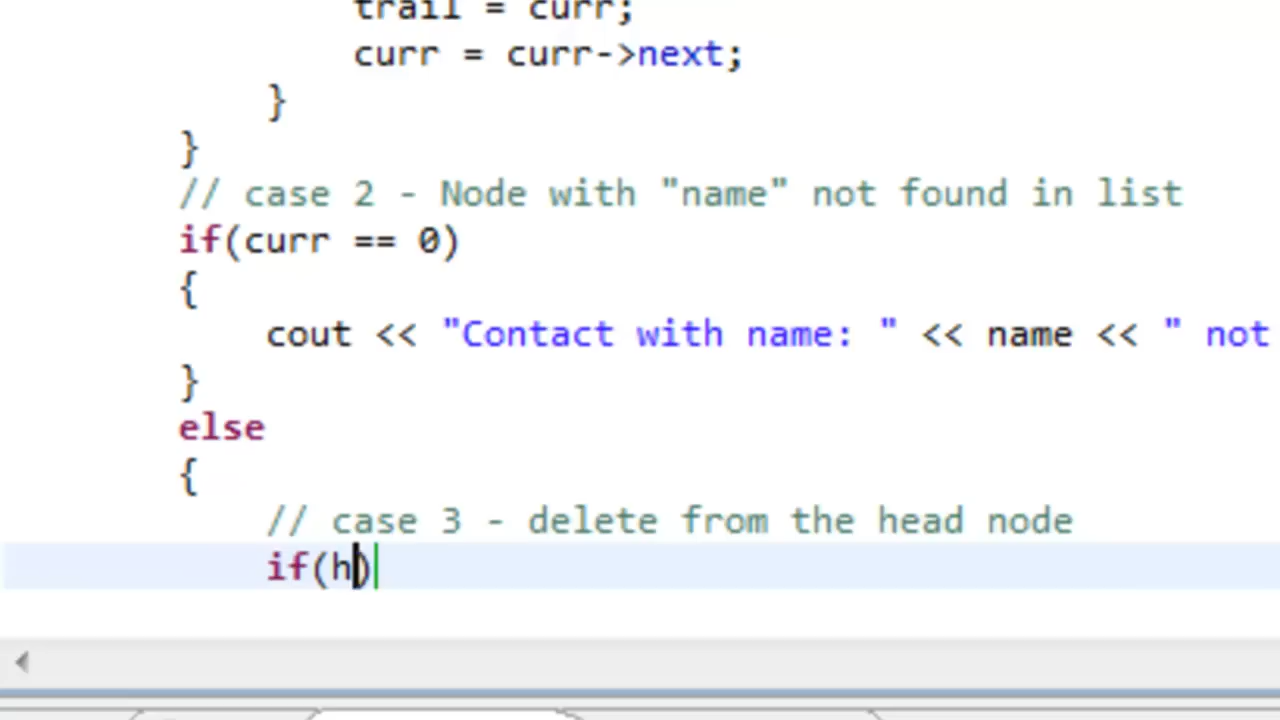 trail = curr;
curr = curr->next;
}
}
// case 2 - Node with "name" not found in list
if(curr == 0)
{
cout << "Contact with name: " << name << " not
}
else
{
// case 3 - delete from the head node
if(h)